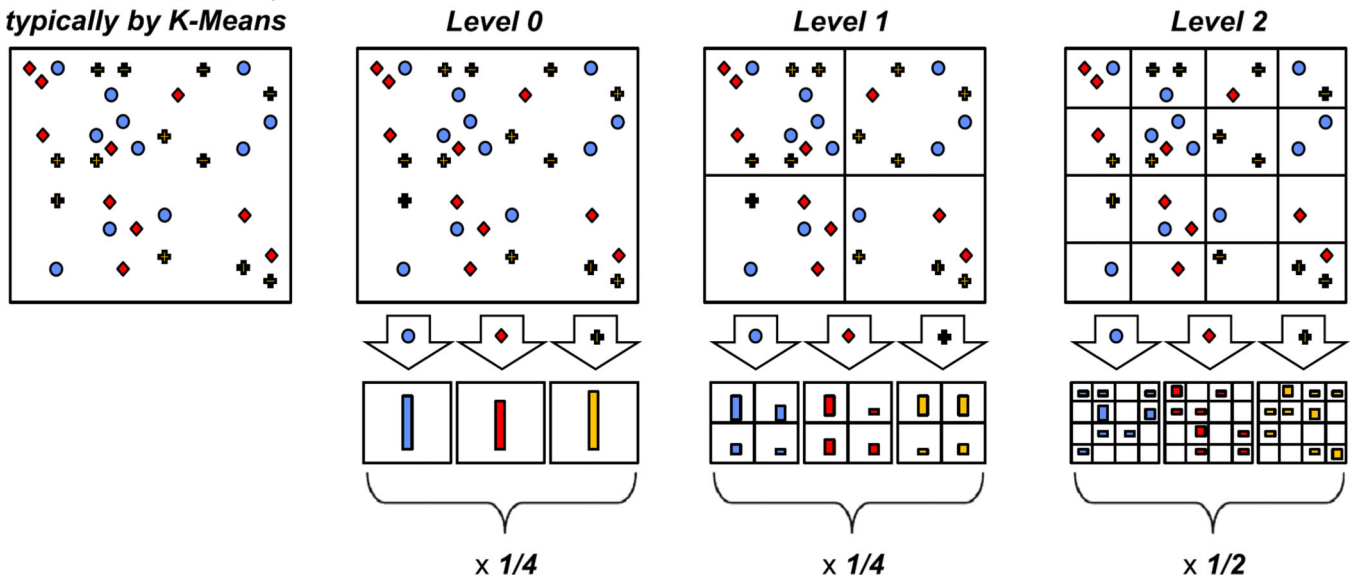 typically by K-Means
Level 0
Level 1
Level 2
x 1/4
x 1/4
x 1/2